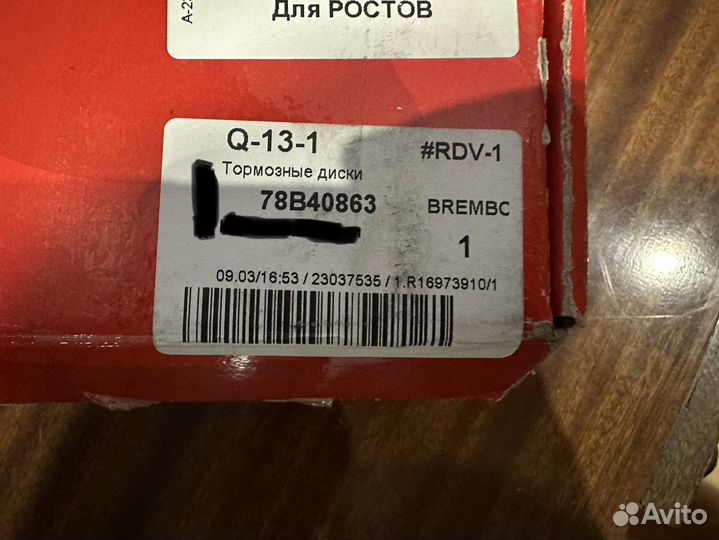 Для РОСТОВ
Q-13-1
#RDV-1
Тормозные диски
78B40863
BREMBC
1
09.03/16:53 / 23037535 / 1.R16973910/1
Avito